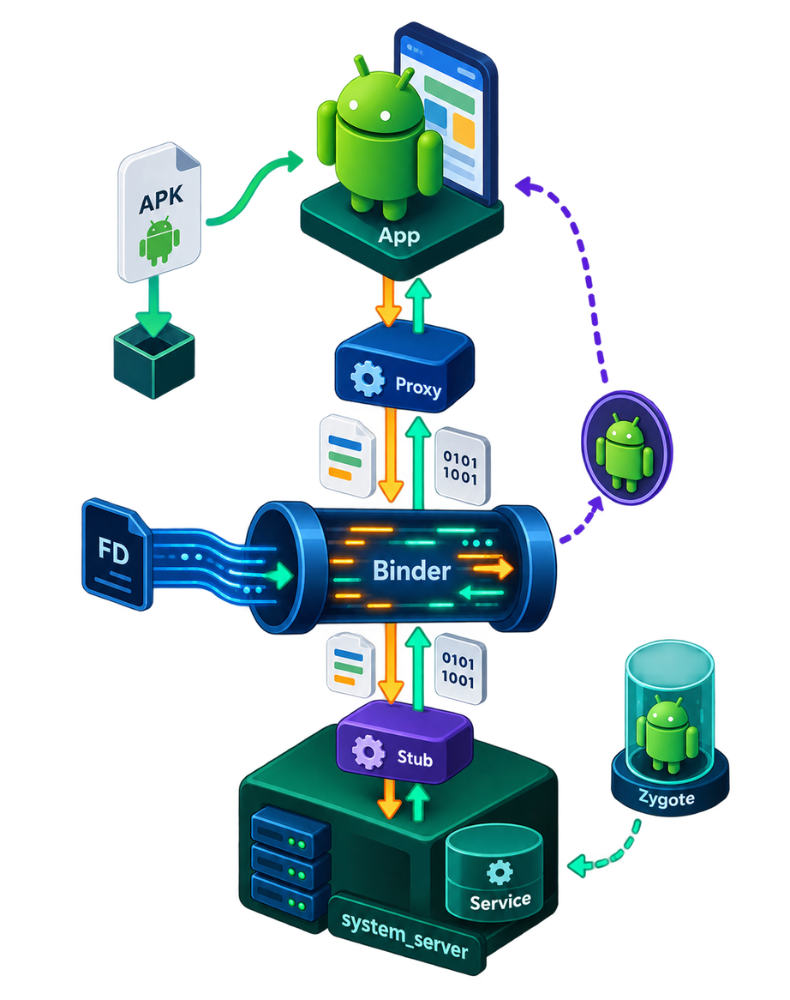 APK
App
Proxy
0101
1001
FD
Binder
0101
1001
Stub
Zygote
Service
system_server